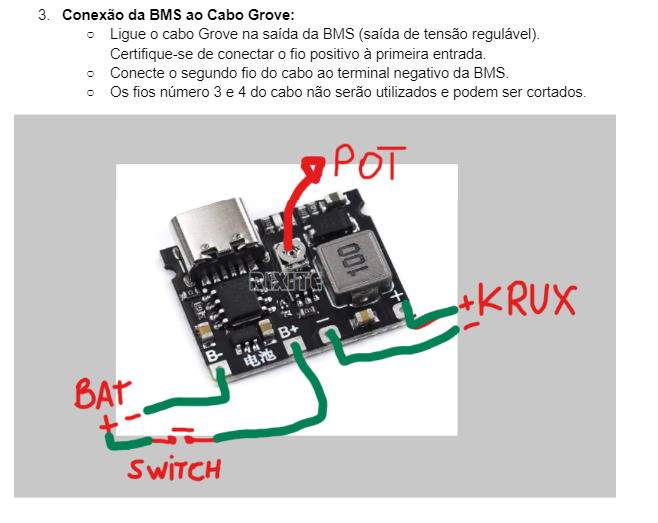 3. Conexão da BMS ao Cabo Grove:
○ Ligue o cabo Grove na saída da BMS (saída de tensão regulável).
Certifique-se de conectar o fio positivo à primeira entrada.
○ Conecte o segundo fio do cabo ao terminal negativo da BMS.
○ Os fios número 3 e 4 do cabo não serão utilizados e podem ser cortados.
POT
100
+KRUX
-
+
-
B+
B-
电池
BAT
+ -
SWITCH